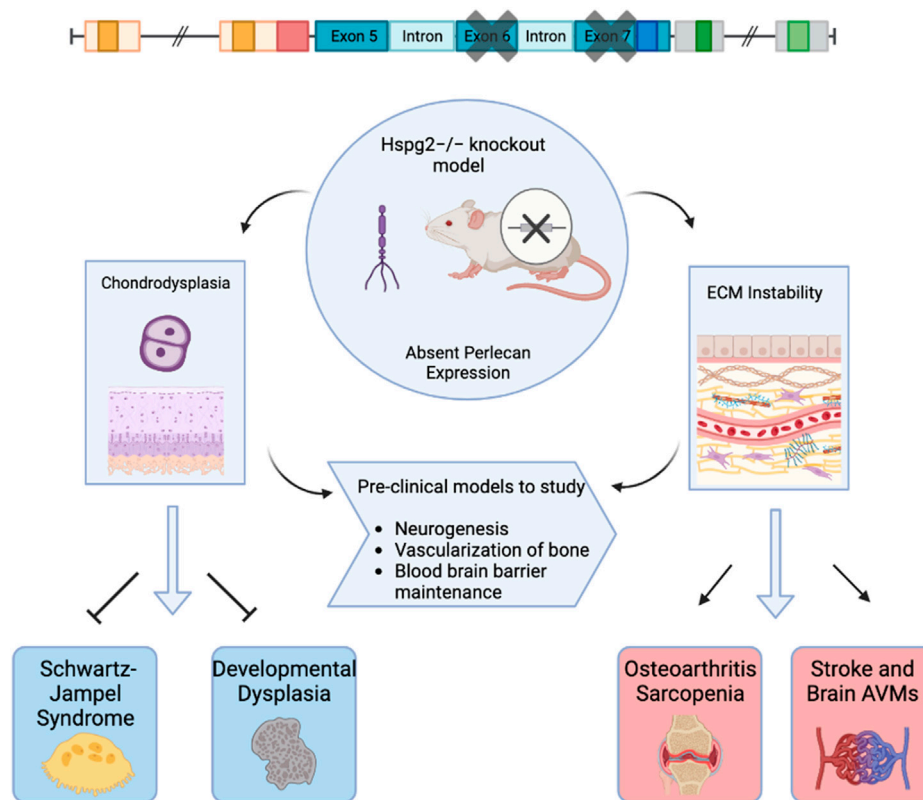 Exon 5 Intron Exon 6 Intron Exon 7
Hspg2−/− knockout
model
Absent Perlecan
Expression
Chondrodysplasia
ECM Instability
Pre-clinical models to study
• Neurogenesis
• Vascularization of bone
• Blood brain barrier
maintenance
Schwartz-
Jampel
Syndrome
Developmental
Dysplasia
Osteoarthritis
Sarcopenia
Stroke and
Brain AVMs